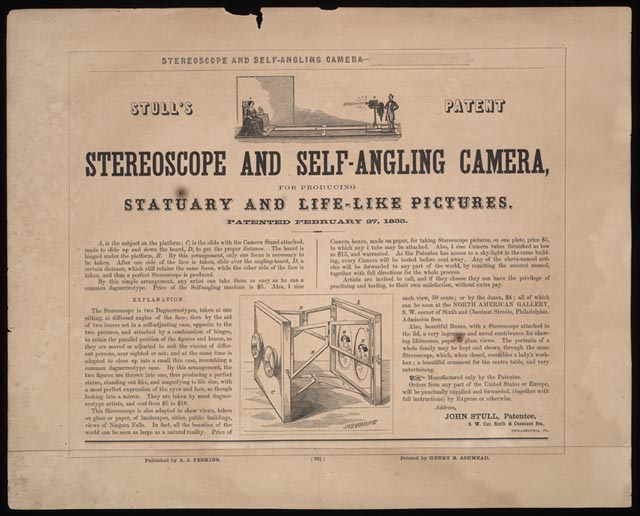 STEREOSCOPE AND SELF-ANGLING CAMERA—
STULL'S PATENT
STEREOSCOPE AND SELF-ANGLING CAMERA,
FOR PRODUCING
STATUARY AND LIFE-LIKE PICTURES.
PATENTED FEBRUARY 27, 1855.
A, is the subject on the platform; C, is the slide with the Camera Stand attached,
made to slide up and down the board, D, to get the proper distance. The board is
hinged under the platform, B. By this arrangement, only one focus is necessary to
be taken. After one side of the face is taken, slide over the angling-board, D, a
certain distance, which still retains the same focus, while the other side of the face is
taken, and thus a perfect Stereoscope is produced.
By this simple arrangement, any artist can take them as easy as he can a
common daguerreotype. Price of the Self-angling machine is $5. Also, 4 size
Camera boxes, made on purpose, for taking Stereoscope pictures, on one plate, price $5,
to which any 4 tubes may be attached. Also, 4 size Camera tubes furnished as low
as $12, and warranted. As the Patentee has access to a sky-light in the same build-
ing, every Camera will be tested before sent away. Any of the above-named arti-
cles will be forwarded to any part of the world, by remitting the amount named,
together with full directions for the whole process.
Artists are invited to call, and if they choose they can have the privilege of
practising and testing, to their own satisfaction, without extra pay.
EXPLANATION.
The Stereoscope is two Daguerreotypes, taken at one
sitting, at different angles of the face; then by the aid
of two lenses set in a self-adjusting case, opposite to the
two pictures, and attached by a combination of hinges,
to retain the parallel position of the figures and lenses, as
they are moved or adjusted to suit the visions of differ-
ent persons, near sighted or not; and at the same time is
adapted to close up into a small thin case, resembling a
common daguerreotype case. By this arrangement, the
two figures are thrown into one, thus producing a perfect
statue, standing out like, and magnifying to life size, with
a most perfect expression of the eyes and face, as though
looking into a mirror. They are taken by most daguer-
reotype artists, and cost from $5 to $10.
This Stereoscope is also adapted to show views, taken
on glass or paper, of landscapes, cities, public buildings,
views of Niagara Falls. In fact, all the beauties of the
world can be seen as large as a natural reality. Price of
each view, 50 cents; or by the dozen, $4; all of which
can be seen at the NORTH AMERICAN GALLERY,
S. W. corner of Sixth and Chestnut Streets, Philadelphia.
Admission free.
Also, beautiful Boxes, with a Stereoscope attached in
the lid, a very ingenious and novel contrivance for show-
ing likenesses, paper or glass views. The portraits of a
whole family may be kept and shown through the same
Stereoscope, which, when closed, resembles a lady's work-
box; a beautiful ornament for the centre table, and very
entertaining.
Manufactured only by the Patentee.
Orders from any part of the United States or Europe,
will be punctually supplied and forwarded, (together with
full instructions) by Express or otherwise.
Address,
JOHN STULL, Patentee,
S. W. Cor. Sixth & Chestnut Sts.,
PHILADELPHIA, PA.
Published by A. J. PERKINS.
Printed by HENRY B. ASHMEAD.